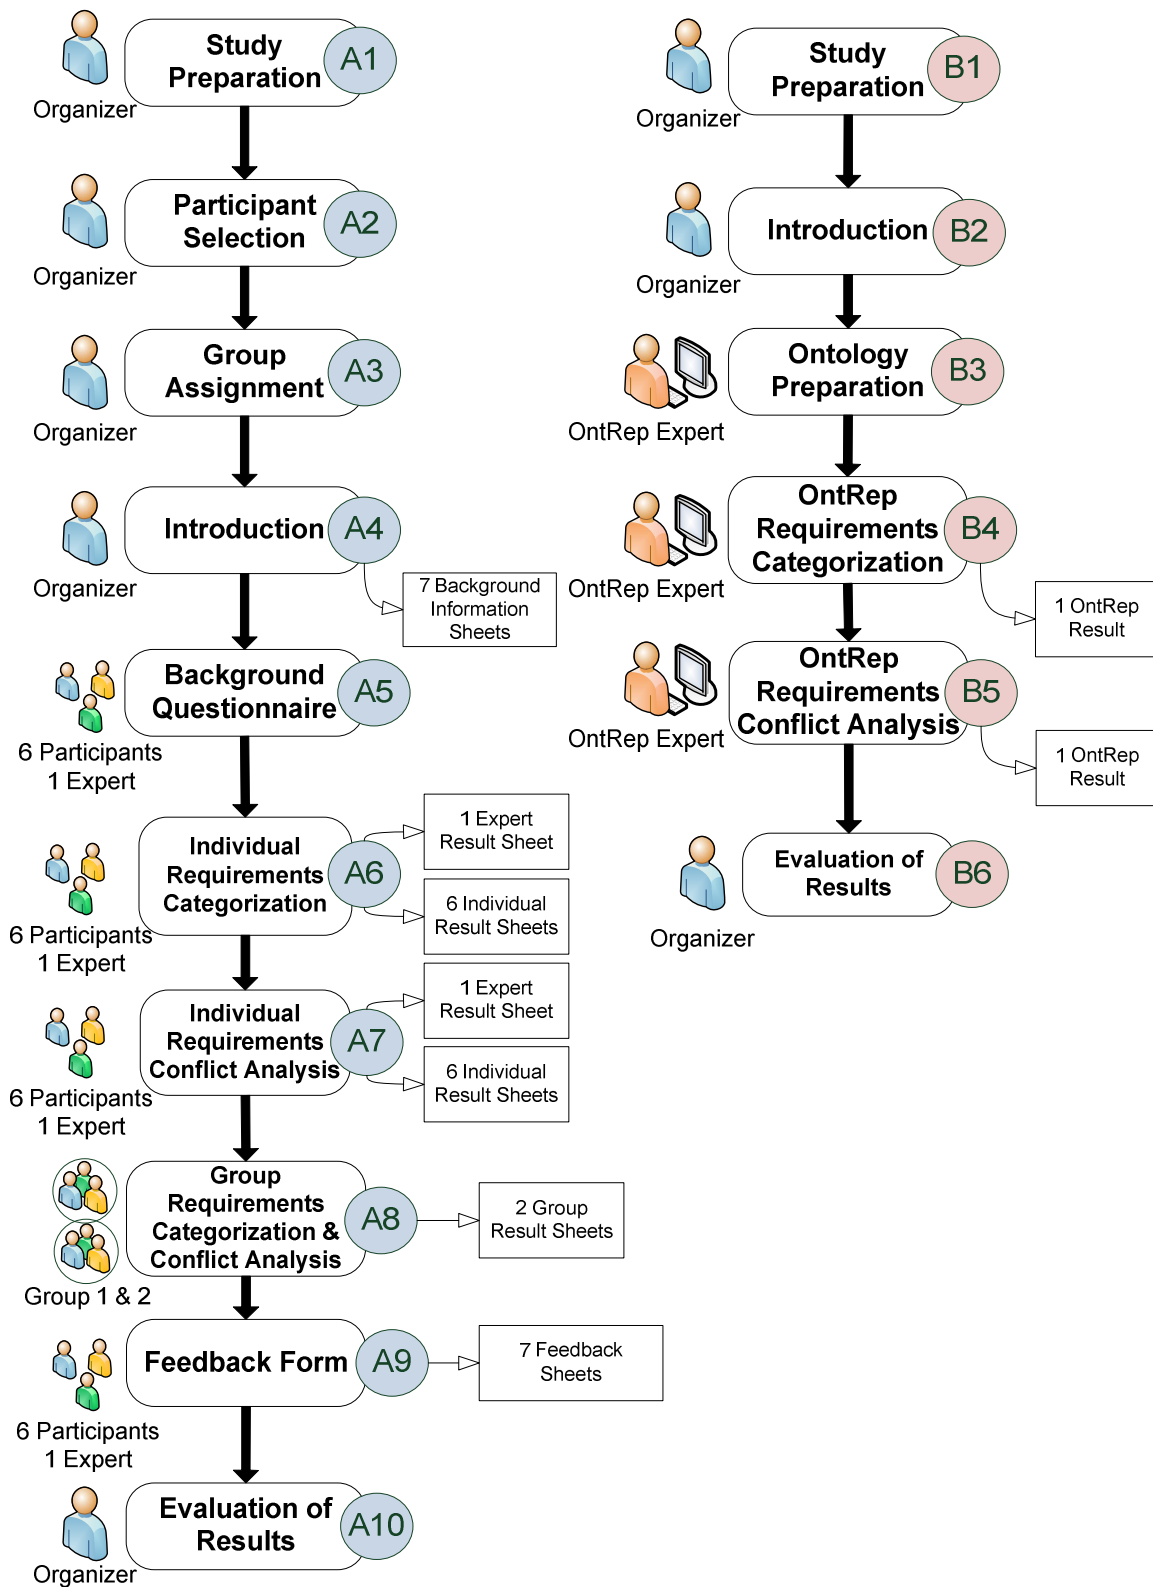 Study
Preparation
A1
Organizer
Participant
Selection
A2
Organizer
Group
Assignment
A3
Organizer
Introduction
A4
Organizer
7 Background
Information
Sheets
Background
Questionnaire
A5
6 Participants
1 Expert
Individual
Requirements
Categorization
A6
6 Participants
1 Expert
1 Expert
Result Sheet
6 Individual
Result Sheets
Individual
Requirements
Conflict Analysis
A7
6 Participants
1 Expert
1 Expert
Result Sheet
6 Individual
Result Sheets
Group
Requirements
Categorization &
Conflict Analysis
A8
Group 1 & 2
2 Group
Result Sheets
Feedback Form
A9
6 Participants
1 Expert
7 Feedback
Sheets
Evaluation of
Results
A10
Organizer
Study
Preparation
B1
Organizer
Introduction
B2
Organizer
Ontology
Preparation
B3
OntRep Expert
OntRep
Requirements
Categorization
B4
OntRep Expert
1 OntRep
Result
OntRep
Requirements
Conflict Analysis
B5
OntRep Expert
1 OntRep
Result
Evaluation of
Results
B6
Organizer